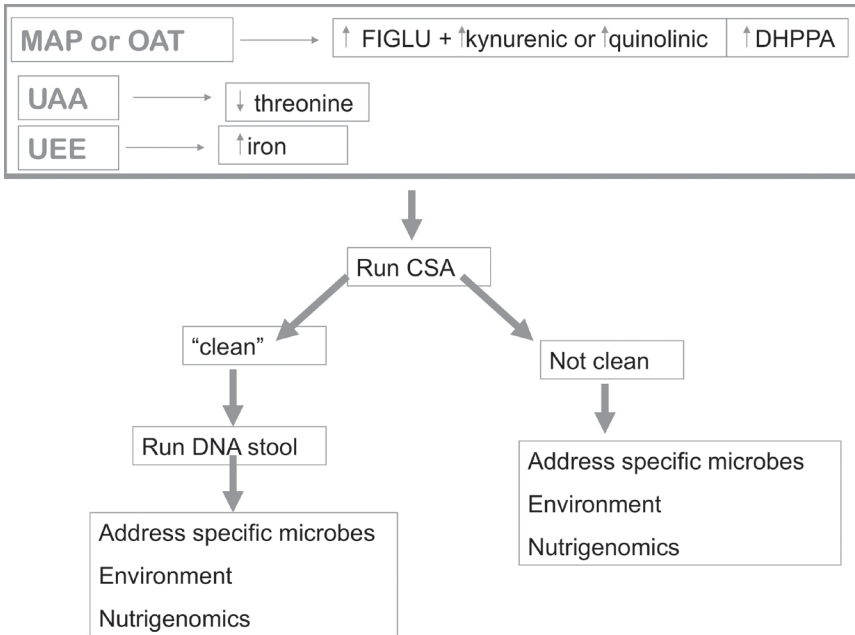 MAP or OAT
↑ FIGLU + ↑kynurenic or ↑quinolinic
↑ DHPPA
UAA
↓ threonine
UEE
↑iron
Run CSA
“clean”
Not clean
Run DNA stool
Address specific microbes
Environment
Nutrigenomics
Address specific microbes
Environment
Nutrigenomics